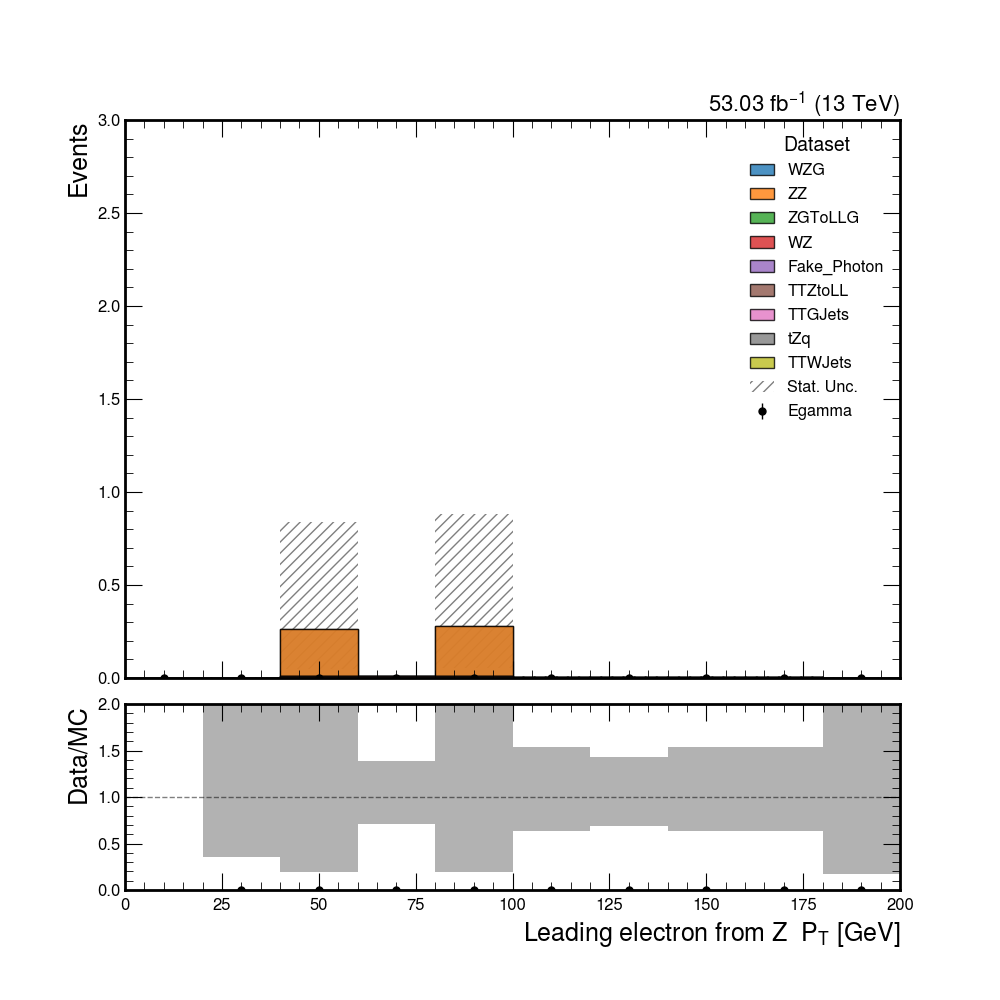 53.03 fb⁻¹ (13 TeV)
Events
3.0
2.5
2.0
1.5
1.0
0.5
0.0
Dataset
WZG
ZZ
ZGToLLG
WZ
Fake_Photon
TTZtoLL
TTGJets
tZq
TTWJets
Stat. Unc.
Egamma
Data/MC
2.0
1.5
1.0
0.5
0.0
0 25 50 75 100 125 150 175 200
Leading electron from Z P_T [GeV]